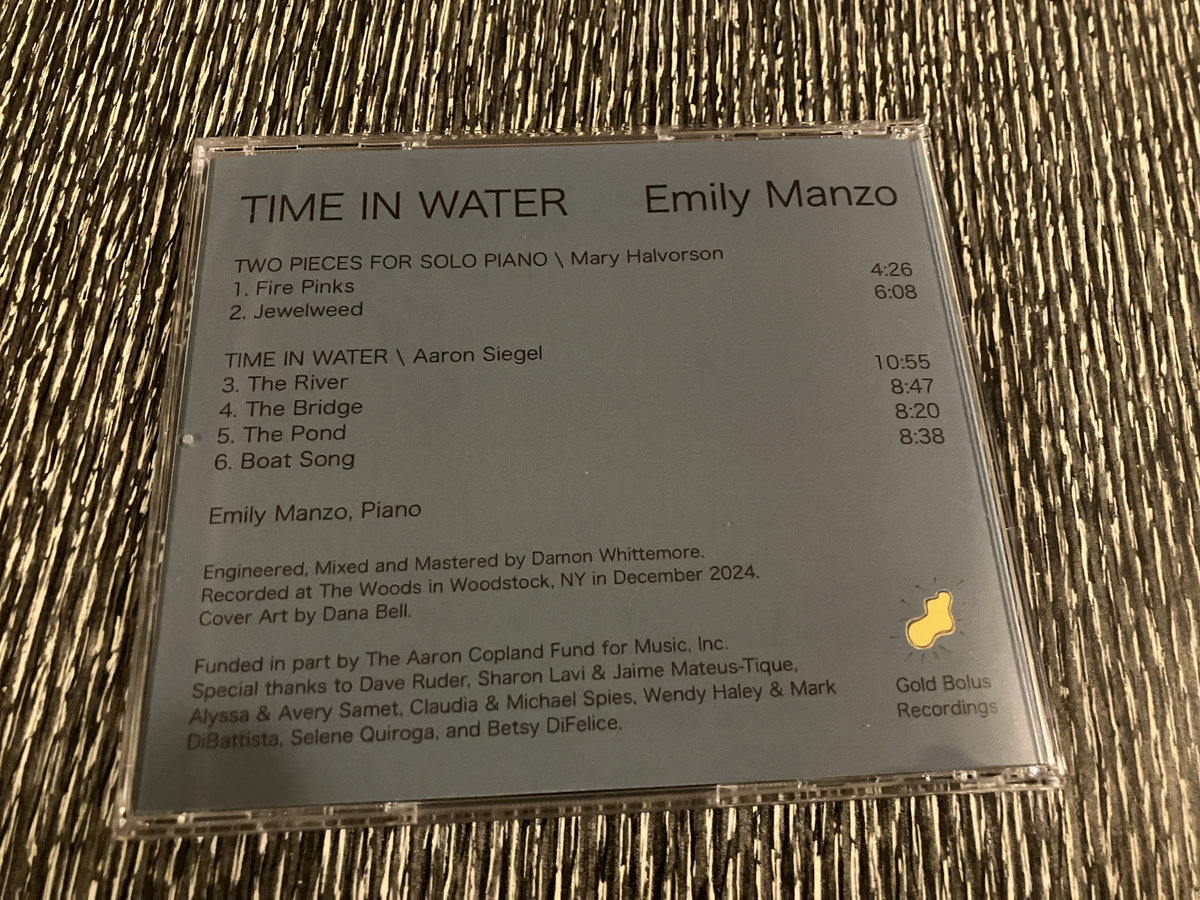 TIME IN WATER Emily Manzo
TWO PIECES FOR SOLO PIANO \ Mary Halvorson
1. Fire Pinks 4:26
2. Jewelweed 6:08
TIME IN WATER \ Aaron Siegel
3. The River 10:55
4. The Bridge 8:47
5. The Pond 8:20
6. Boat Song 8:38
Emily Manzo, Piano
Engineered, Mixed and Mastered by Damon Whittemore.
Recorded at The Woods in Woodstock, NY in December 2024.
Cover Art by Dana Bell.
Funded in part by The Aaron Copland Fund for Music, Inc.
Special thanks to Dave Ruder, Sharon Lavi & Jaime Mateus-Tique,
Alyssa & Avery Samet, Claudia & Michael Spies, Wendy Haley & Mark
DiBattista, Selene Quiroga, and Betsy DiFelice.
Gold Bolus
Recordings